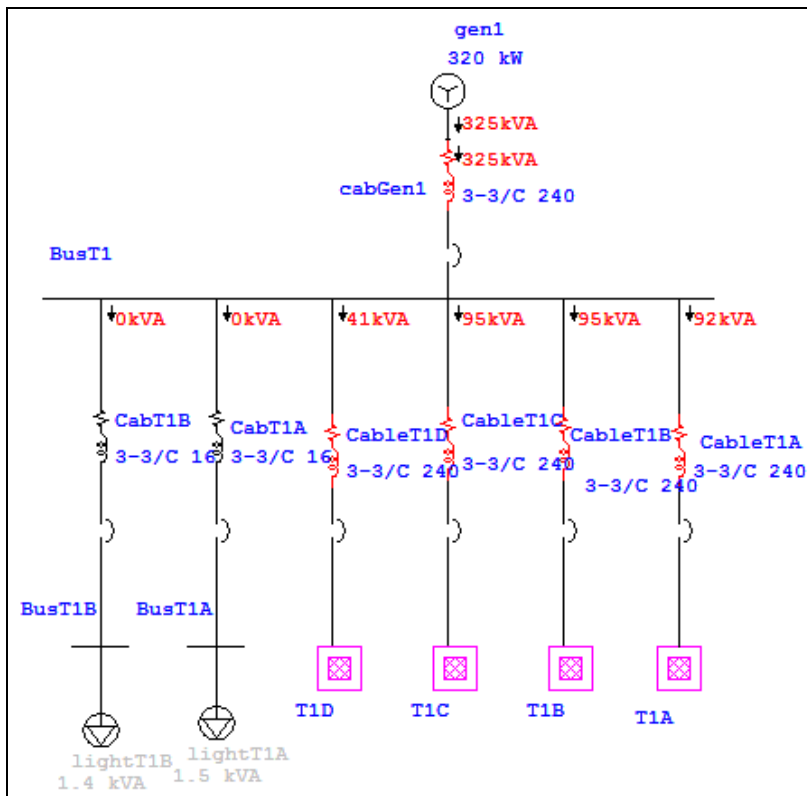 gen1
320 kW
325kVA
325kVA
cabGen1
3-3/C 240
BusT1
0kVA
0kVA
41kVA
95kVA
95kVA
92kVA
CabT1B
3-3/C 16
CabT1A
3-3/C 16
CableT1D
3-3/C 240
CableT1C
3-3/C 240
CableT1B
3-3/C 240
CableT1A
3-3/C 240
BusT1B
BusT1A
T1D
T1C
T1B
T1A
lightT1B
1.4 kVA
lightT1A
1.5 kVA